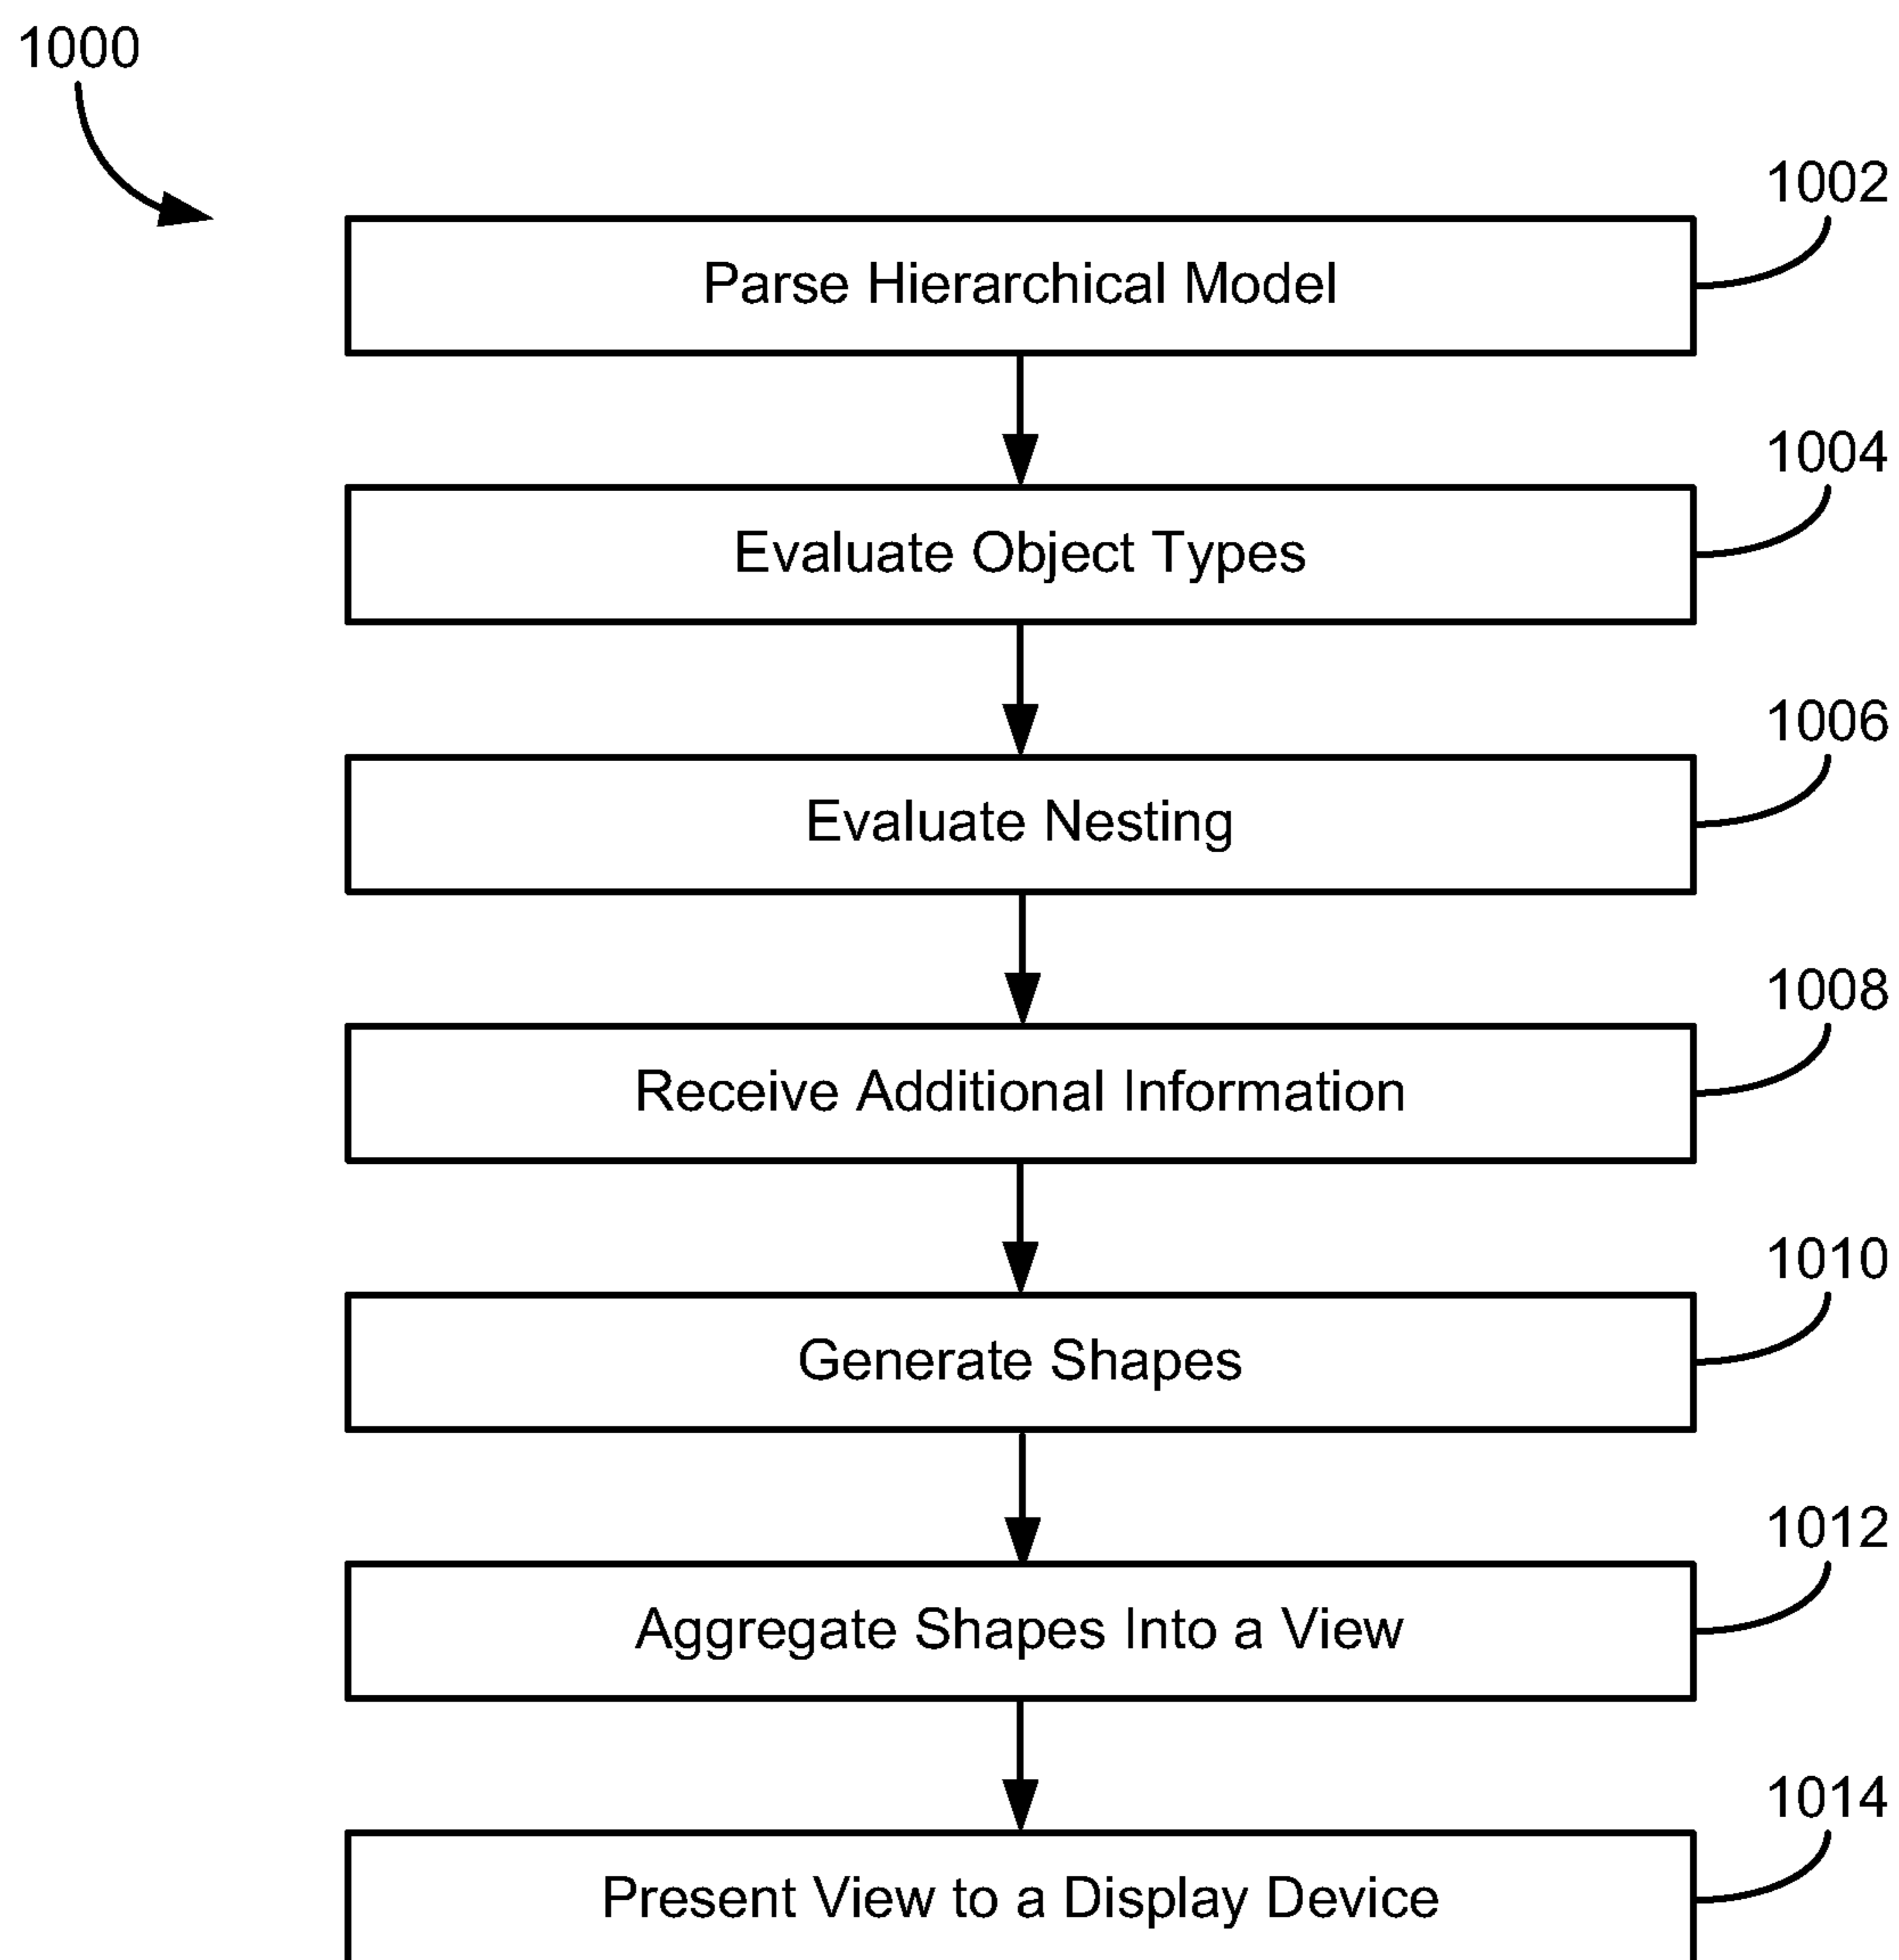 1000
1002
Parse Hierarchical Model
1004
Evaluate Object Types
1006
Evaluate Nesting
1008
Receive Additional Information
1010
Generate Shapes
1012
Aggregate Shapes Into a View
1014
Present View to a Display Device